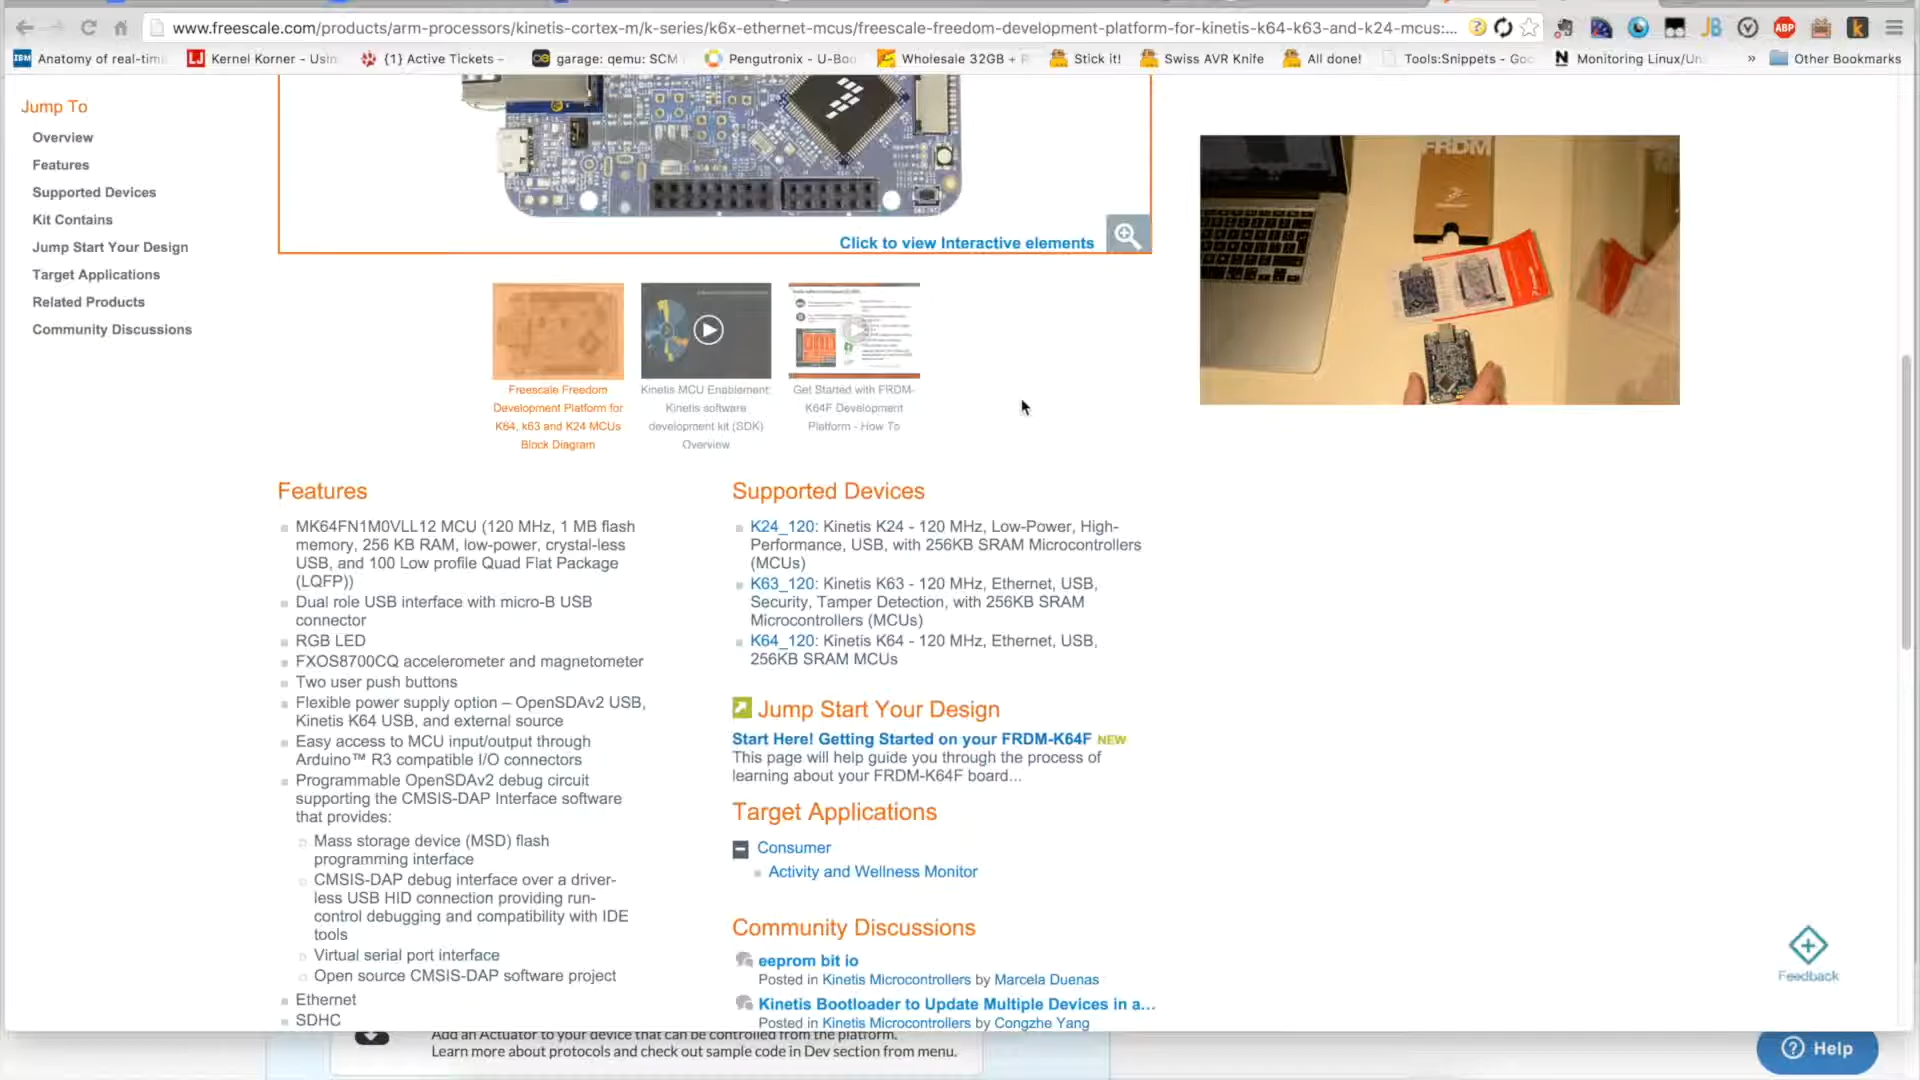 www.freescale.com/products/arm-processors/kinetis-cortex-m/k-series/k6x-ethernet-mcus/freescale-freedom-development-platform-for-kinetis-k64-k63-and-k24-mcus:...
IBM Anatomy of real-time
Kernel Korner - Usin
{1} Active Tickets -
garage: qemu: SCM
Pengutronix - U-Boo
Wholesale 32GB +
Stick it!
Swiss AVR Knife
All done!
Tools:Snippets - Goo
Monitoring Linux/Un
»
Other Bookmarks
Jump To
Overview
Features
Supported Devices
Kit Contains
Jump Start Your Design
Target Applications
Related Products
Community Discussions
Click to view Interactive elements
FRDM
Freescale Freedom
Development Platform for
K64, k63 and K24 MCUs
Block Diagram
Kinetis MCU Enablement:
Kinetis software
development kit (SDK)
Overview
Get Started with FRDM-
K64F Development
Platform - How To
Features
MK64FN1M0VLL12 MCU (120 MHz, 1 MB flash
memory, 256 KB RAM, low-power, crystal-less
USB, and 100 Low profile Quad Flat Package
(LQFP))
Dual role USB interface with micro-B USB
connector
RGB LED
FXOS8700CQ accelerometer and magnetometer
Two user push buttons
Flexible power supply option – OpenSDAv2 USB,
Kinetis K64 USB, and external source
Easy access to MCU input/output through
Arduino™ R3 compatible I/O connectors
Programmable OpenSDAv2 debug circuit
supporting the CMSIS-DAP Interface software
that provides:
Mass storage device (MSD) flash
programming interface
CMSIS-DAP debug interface over a driver-
less USB HID connection providing run-
control debugging and compatibility with IDE
tools
Virtual serial port interface
Open source CMSIS-DAP software project
Ethernet
SDHC
Supported Devices
K24_120: Kinetis K24 - 120 MHz, Low-Power, High-
Performance, USB, with 256KB SRAM Microcontrollers
(MCUs)
K63_120: Kinetis K63 - 120 MHz, Ethernet, USB,
Security, Tamper Detection, with 256KB SRAM
Microcontrollers (MCUs)
K64_120: Kinetis K64 - 120 MHz, Ethernet, USB,
256KB SRAM MCUs
Jump Start Your Design
Start Here! Getting Started on your FRDM-K64F NEW
This page will help guide you through the process of
learning about your FRDM-K64F board...
Target Applications
Consumer
Activity and Wellness Monitor
Community Discussions
eeprom bit io
Posted in Kinetis Microcontrollers by Marcela Duenas
Kinetis Bootloader to Update Multiple Devices in a...
Posted in Kinetis Microcontrollers by Congzhe Yang
Feedback
Add an Actuator to your device that can be controlled from the platform.
Learn more about protocols and check out sample code in Dev section from menu.
Help